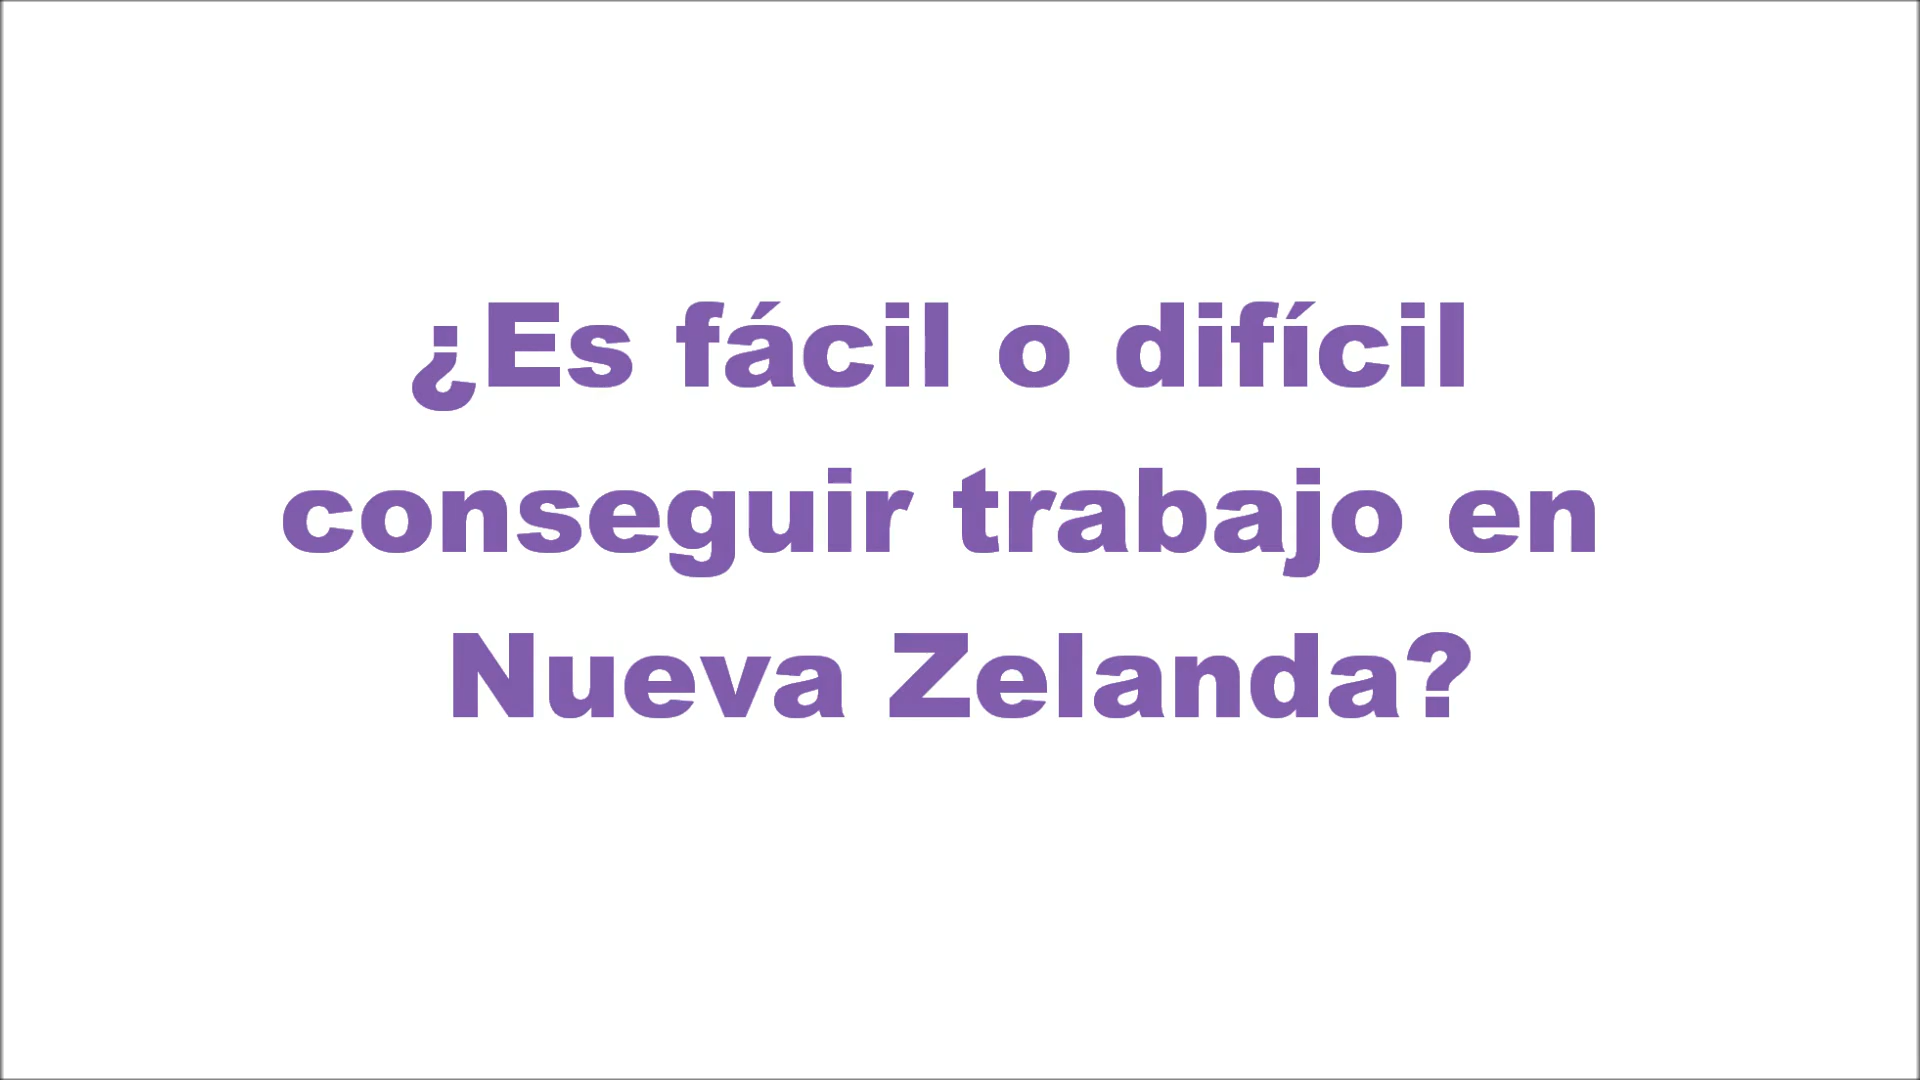 ¿Es fácil o difícil
conseguir trabajo en
Nueva Zelanda?